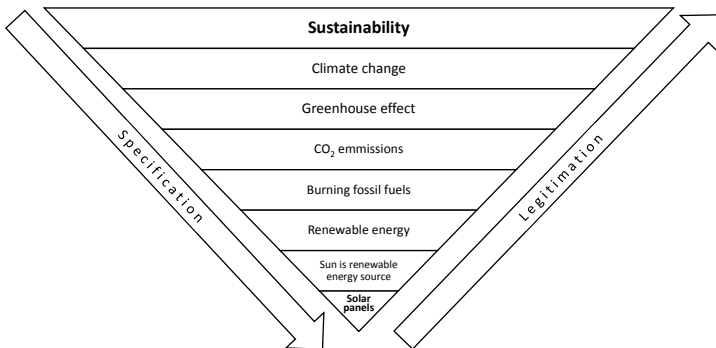 Sustainability
Climate change
Greenhouse effect
CO₂ emmissions
Burning fossil fuels
Renewable energy
Sun is renewable
energy source
Solar
panels
Specification
Legitimation